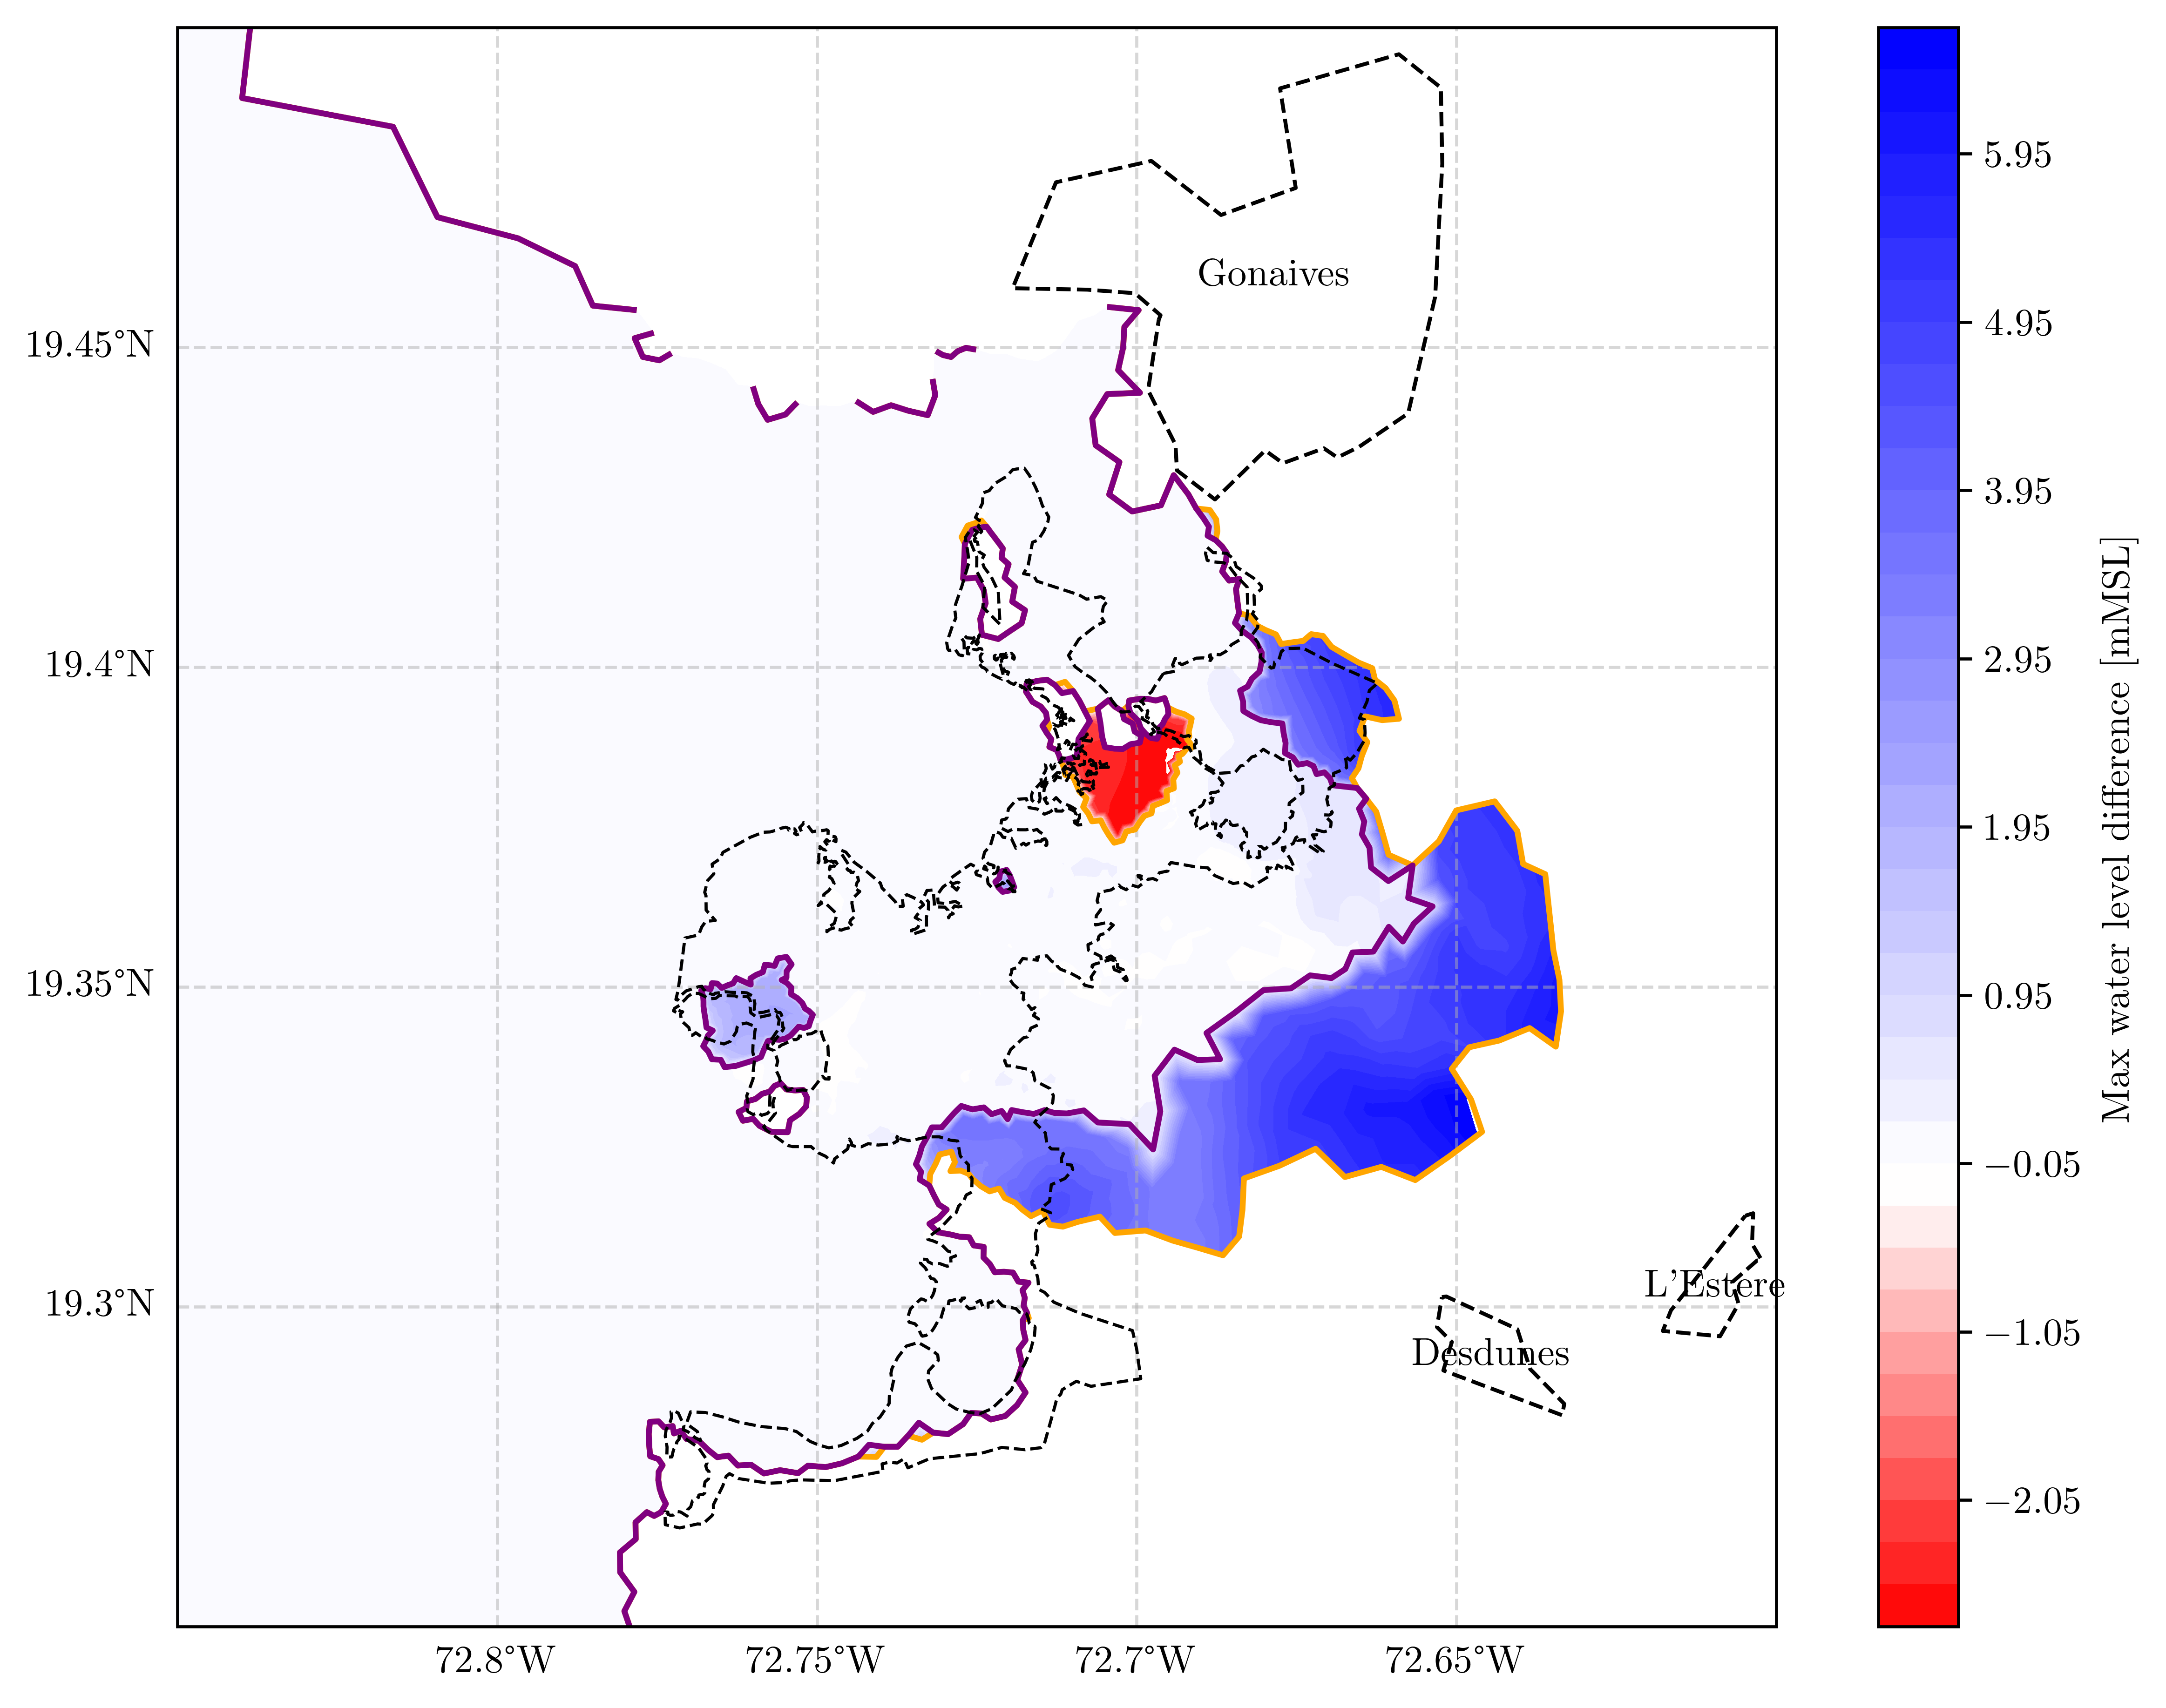 Gonaives
19.45°N
19.4°N
19.35°N
19.3°N
L'Estere
Desdunes
72.8°W
72.75°W
72.7°W
72.65°W
5.95
4.95
3.95
2.95
1.95
0.95
−0.05
−1.05
−2.05
Max water level difference [mMSL]